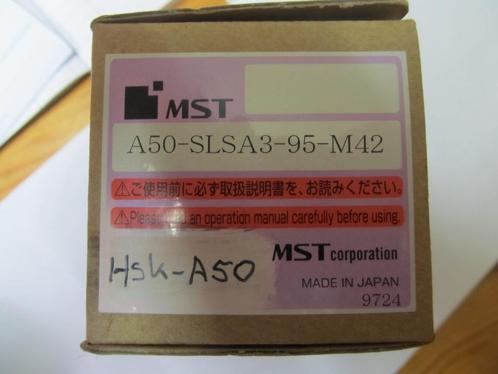 MST
A50-SLSA3-95-M42
⚠ご使用前に必ず取扱説明書を、お読みください。
⚠Please read an operation manual carefully before using.
HSK-A50
MST corporation
MADE IN JAPAN
9724